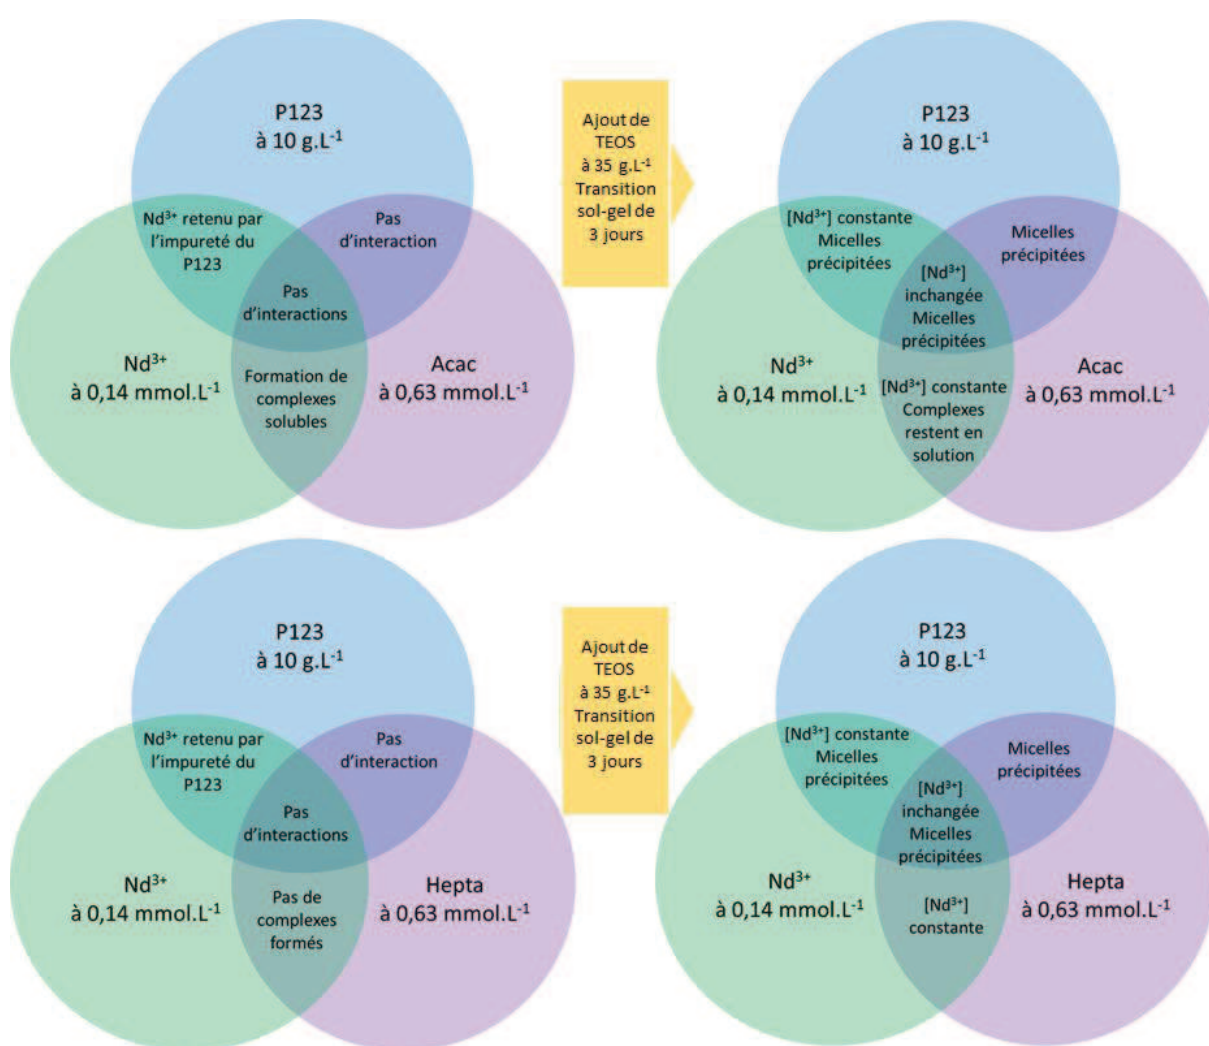 P123
à 10 g.L⁻¹
Nd³⁺ retenu par
l'impureté du
P123
Pas
d'interaction
Pas
d'interactions
Nd³⁺
à 0,14 mmol.L⁻¹
Formation de
complexes
solubles
Acac
à 0,63 mmol.L⁻¹
Ajout de
TEOS
à 35 g.L⁻¹
Transition
sol-gel de
3 jours
P123
à 10 g.L⁻¹
[Nd³⁺] constante
Micelles
précipitées
Micelles
précipitées
[Nd³⁺]
inchangée
Micelles
précipitées
Nd³⁺
à 0,14 mmol.L⁻¹
[Nd³⁺] constante
Complexes
restent en
solution
Acac
à 0,63 mmol.L⁻¹
P123
à 10 g.L⁻¹
Nd³⁺ retenu par
l'impureté du
P123
Pas
d'interaction
Pas
d'interactions
Nd³⁺
à 0,14 mmol.L⁻¹
Pas de
complexes
formés
Hepta
à 0,63 mmol.L⁻¹
Ajout de
TEOS
à 35 g.L⁻¹
Transition
sol-gel de
3 jours
P123
à 10 g.L⁻¹
[Nd³⁺] constante
Micelles
précipitées
Micelles
précipitées
[Nd³⁺]
inchangée
Micelles
précipitées
Nd³⁺
à 0,14 mmol.L⁻¹
[Nd³⁺]
constante
Hepta
à 0,63 mmol.L⁻¹